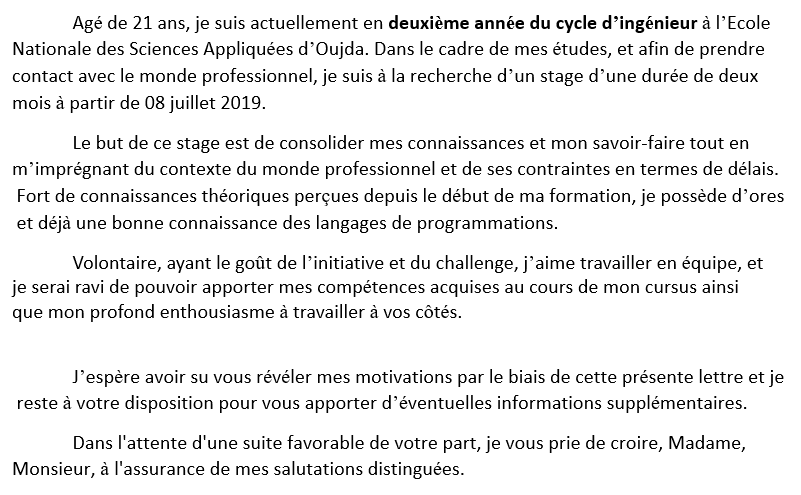 Agé de 21 ans, je suis actuellement en deuxième année du cycle d’ingénieur à l’Ecole
Nationale des Sciences Appliquées d’Oujda. Dans le cadre de mes études, et afin de prendre
contact avec le monde professionnel, je suis à la recherche d’un stage d’une durée de deux
mois à partir de 08 juillet 2019.
Le but de ce stage est de consolider mes connaissances et mon savoir-faire tout en
m’imprégnant du contexte du monde professionnel et de ses contraintes en termes de délais.
Fort de connaissances théoriques perçues depuis le début de ma formation, je possède d’ores
et déjà une bonne connaissance des langages de programmations.
Volontaire, ayant le goût de l’initiative et du challenge, j’aime travailler en équipe, et
je serai ravi de pouvoir apporter mes compétences acquises au cours de mon cursus ainsi
que mon profond enthousiasme à travailler à vos côtés.
J’espère avoir su vous révéler mes motivations par le biais de cette présente lettre et je
reste à votre disposition pour vous apporter d’éventuelles informations supplémentaires.
Dans l'attente d'une suite favorable de votre part, je vous prie de croire, Madame,
Monsieur, à l'assurance de mes salutations distinguées.